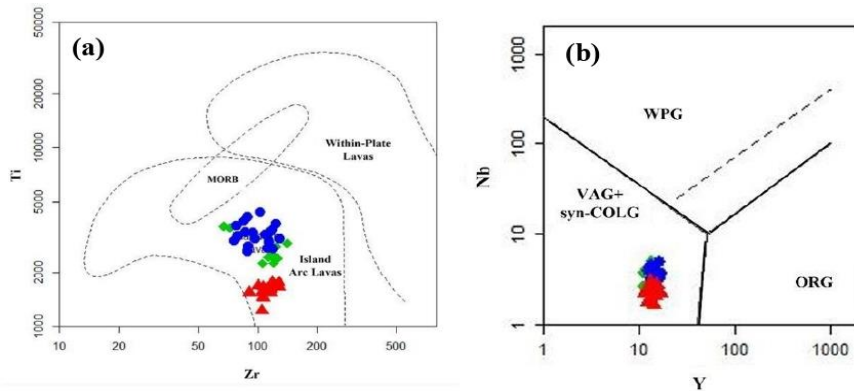 (a)
Ti
50000
20000
10000
5000
2000
1000
Within-Plate
Lavas
MORB
Island
Arc Lavas
10
20
50
100
200
500
Zr
(b)
Nb
1000
100
10
1
WPG
VAG+
syn-COLG
ORG
1
10
100
1000
Y